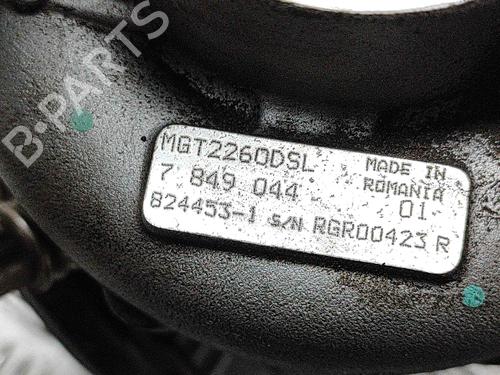 B-PARTS
MGT2260DSL MADE IN
7 849 044 ROMANIA
01
824453-1 S/N RGR00423 R